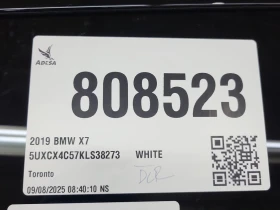 ADESA
808523
2019 BMW X7
5UXCX4C57KLS38273 WHITE
Toronto
09/08/2025 08:40:10 NS